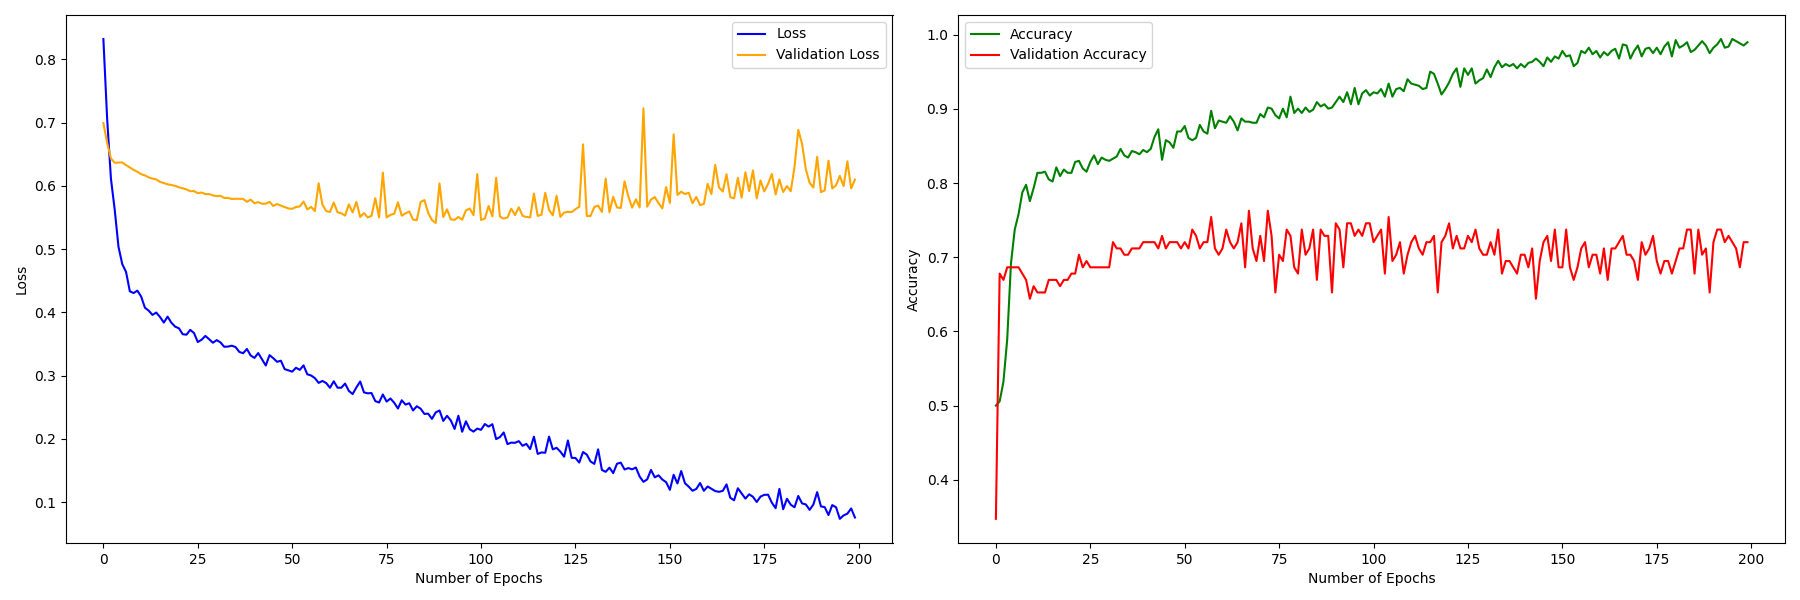 Loss
Validation Loss
0.8
0.7
0.6
0.5
0.4
0.3
0.2
0.1
Loss
0 25 50 75 100 125 150 175 200
Number of Epochs
Accuracy
Validation Accuracy
1.0
0.9
0.8
0.7
0.6
0.5
0.4
Accuracy
0 25 50 75 100 125 150 175 200
Number of Epochs